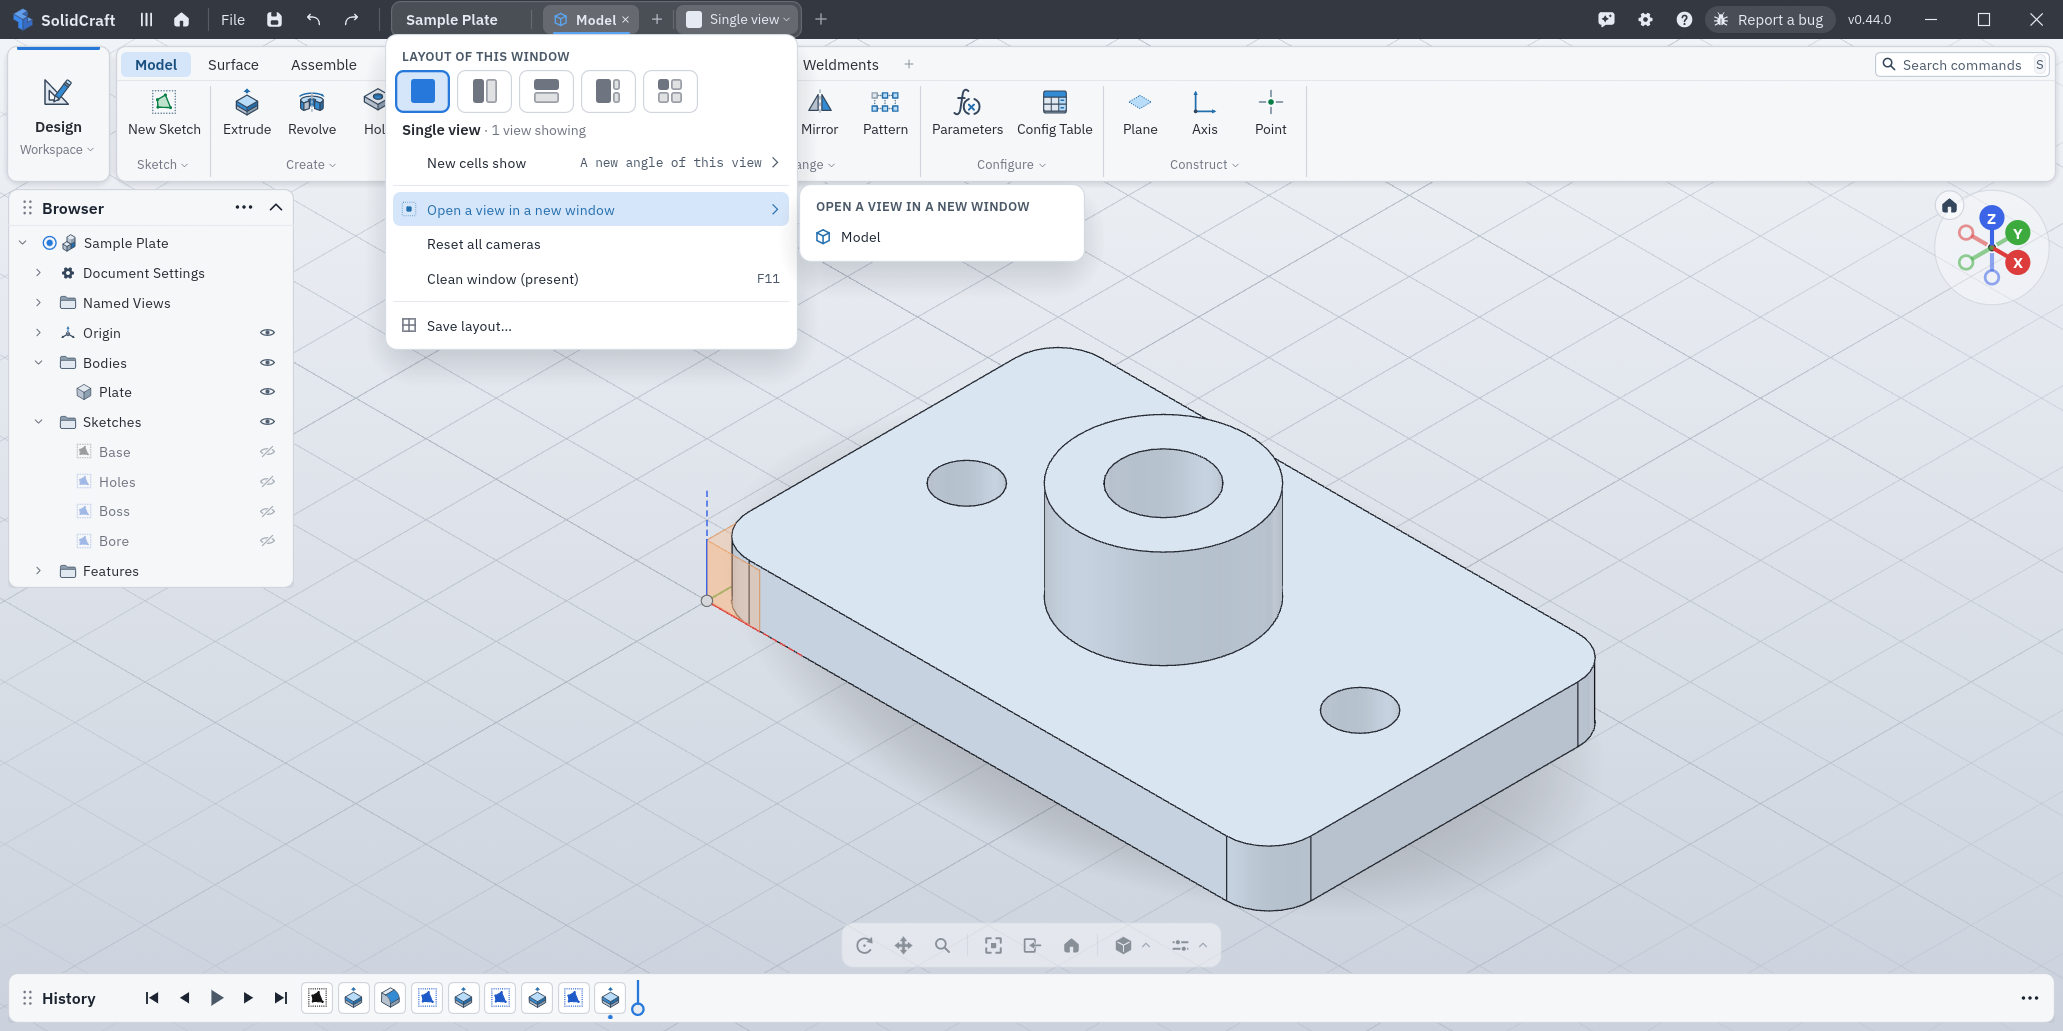 SolidCraft
File
Sample Plate
Model
Single view
Report a bug
v0.44.0
Design
Workspace
Model
Surface
Assemble
Weldments
Search commands
S
New Sketch
Extrude
Revolve
Mirror
Pattern
Parameters
Config Table
Plane
Axis
Point
Sketch
Create
Configure
Construct
LAYOUT OF THIS WINDOW
Single view · 1 view showing
New cells show
A new angle of this view
Open a view in a new window
Reset all cameras
Clean window (present)
F11
Save layout...
OPEN A VIEW IN A NEW WINDOW
Model
Browser
Sample Plate
Document Settings
Named Views
Origin
Bodies
Plate
Sketches
Base
Holes
Boss
Bore
Features
Z
Y
X
History